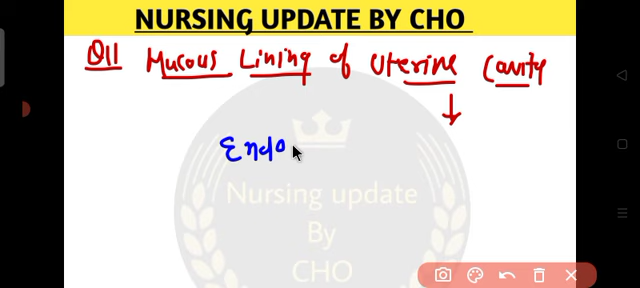 NURSING UPDATE BY CHO
Q11 Mucous Lining of Uterine Cavity
Endo
Nursing update
By
CHO